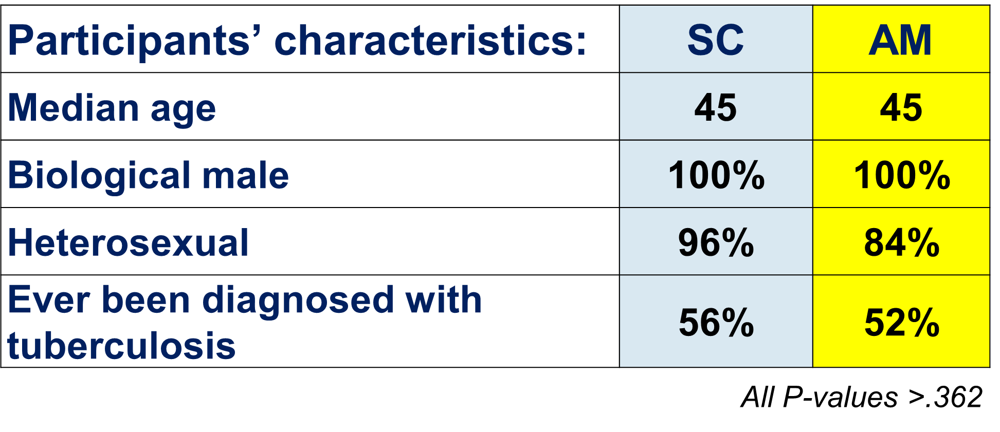 Participants’ characteristics: SC AM
Median age 45 45
Biological male 100% 100%
Heterosexual 96% 84%
Ever been diagnosed with
tuberculosis 56% 52%
All P-values >.362